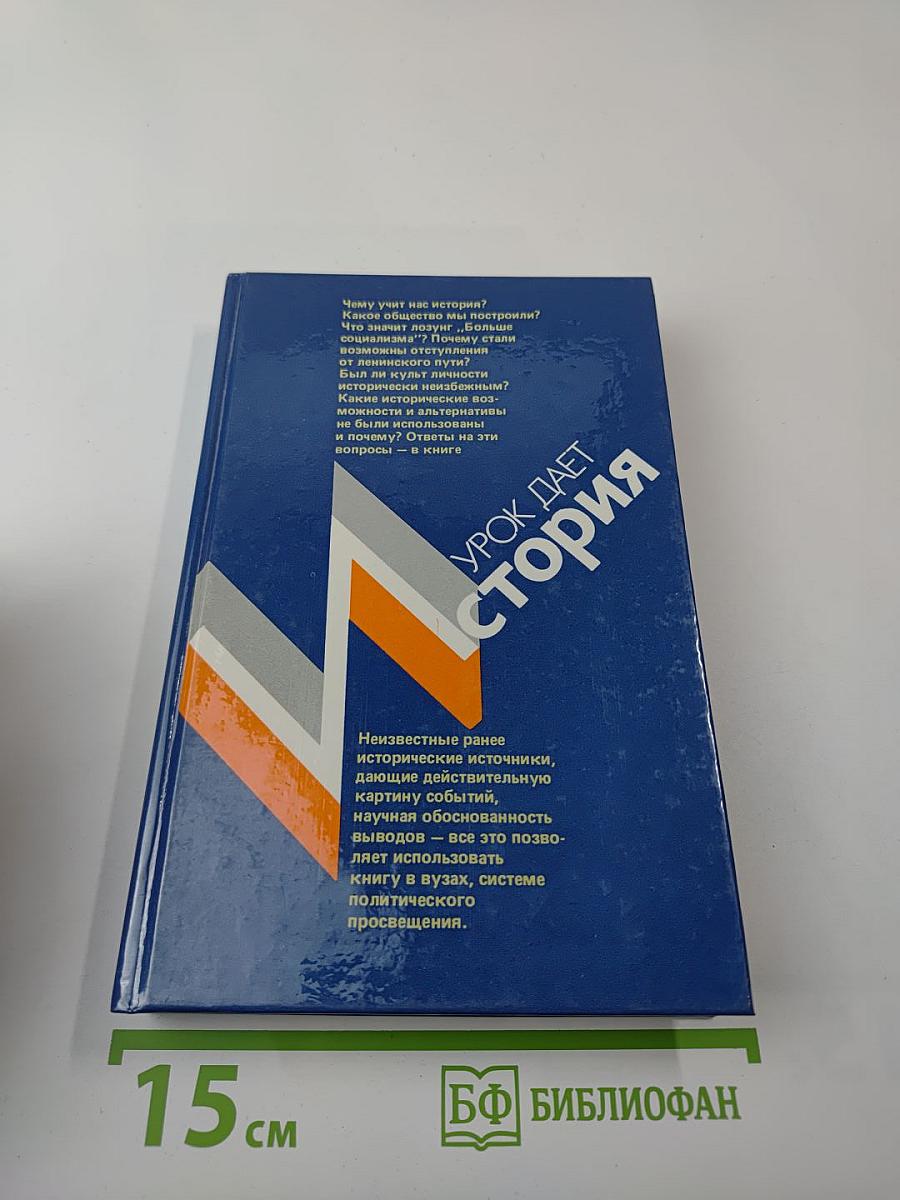 Чему учит нас история?
Какое общество мы построили?
Что значит лозунг „Больше
социализма"? Почему стали
возможны отступления
от ленинского пути?
Был ли культ личности
исторически неизбежным?
Какие исторические воз-
можности и альтернативы
не были использованы
и почему? Ответы на эти
вопросы — в книге
УРОК ДАЕТ
История
Неизвестные ранее
исторические источники,
дающие действительную
картину событий,
научная обоснованность
выводов — все это позво-
ляет использовать
книгу в вузах, системе
политического
просвещения.
15 см
БФ БИБЛИОФАН